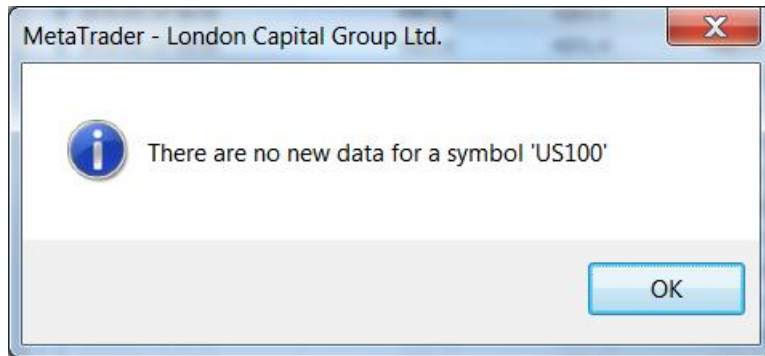 MetaTrader - London Capital Group Ltd.
There are no new data for a symbol 'US100'
OK